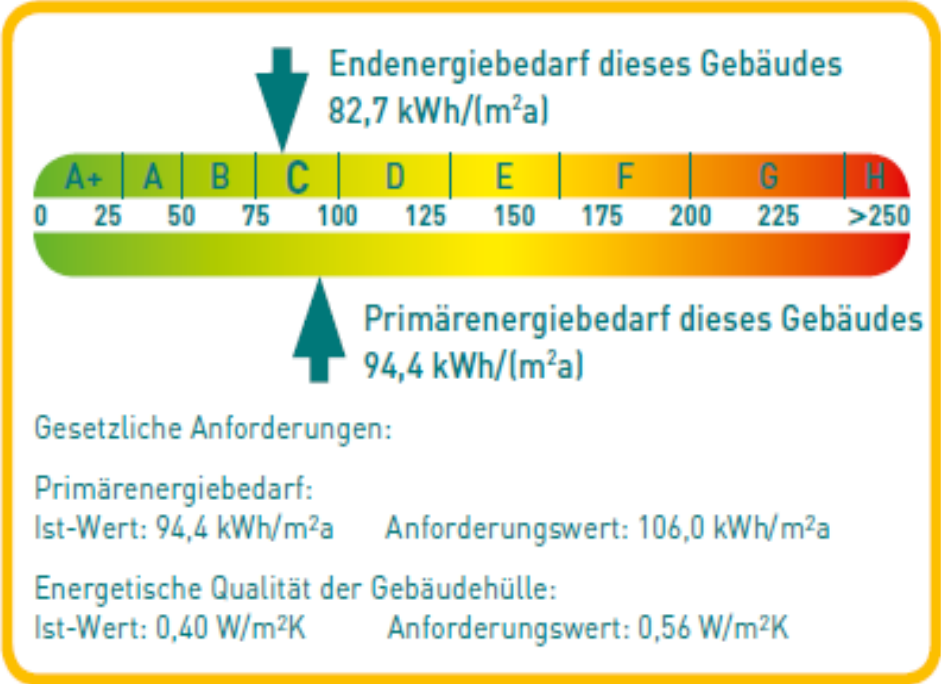 Endenergiebedarf dieses Gebäudes
82,7 kWh/(m²a)
A+ A B C D E F G H
0 25 50 75 100 125 150 175 200 225 >250
Primärenergiebedarf dieses Gebäudes
94,4 kWh/(m²a)
Gesetzliche Anforderungen:
Primärenergiebedarf:
Ist-Wert: 94,4 kWh/m²a Anforderungswert: 106,0 kWh/m²a
Energetische Qualität der Gebäudehülle:
Ist-Wert: 0,40 W/m²K Anforderungswert: 0,56 W/m²K